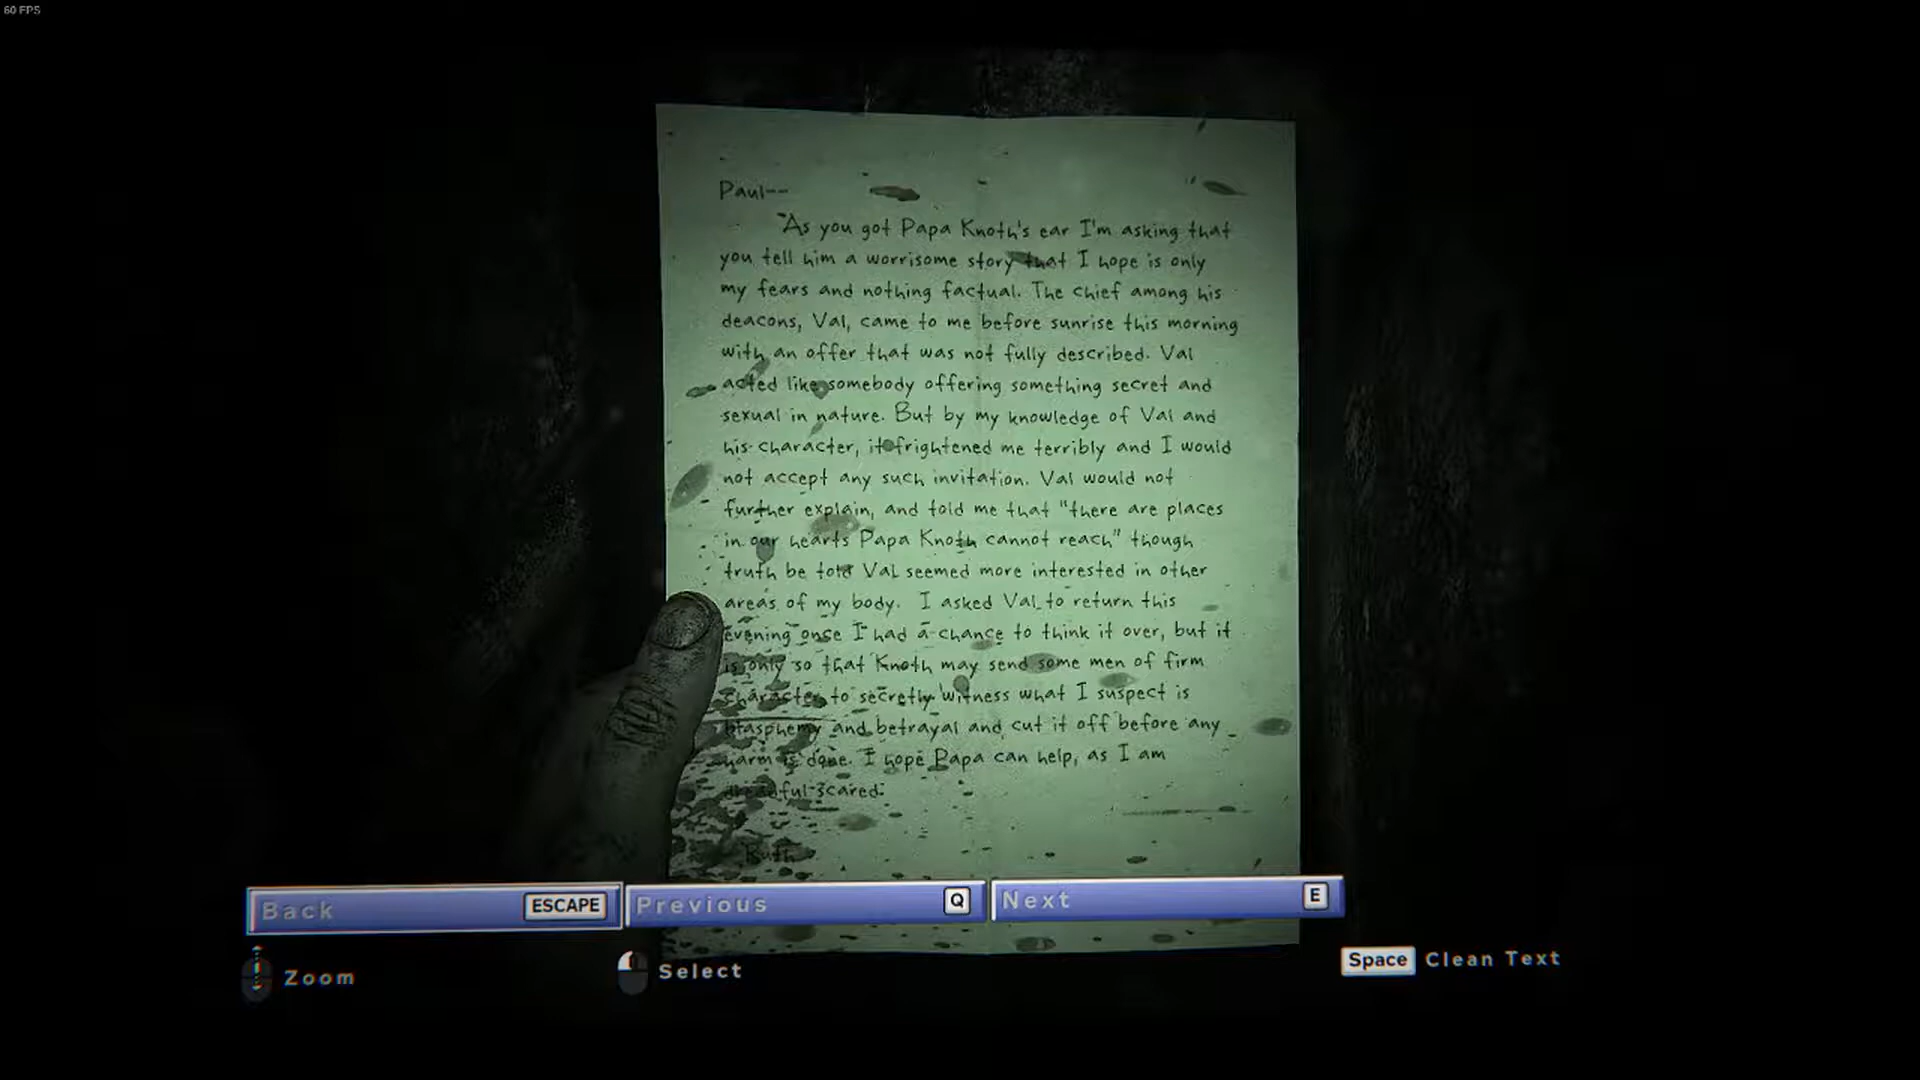 60 FPS
Paul--
As you got Papa Knoth's ear I'm asking that
you tell him a worrisome story that I hope is only
my fears and nothing factual. The chief among his
deacons, Val, came to me before sunrise this morning
with an offer that was not fully described. Val
acted like somebody offering something secret and
sexual in nature. But by my knowledge of Val and
his character, it frightened me terribly and I would
not accept any such invitation. Val would not
further explain, and told me that "there are places
in our hearts Papa Knoth cannot reach" though
truth be told Val seemed more interested in other
areas of my body. I asked Val to return this
evening once I had a chance to think it over, but it
is only so that Knoth may send some men of firm
character to secretly witness what I suspect is
blasphemy and betrayal and cut it off before any
harm is done. I hope Papa can help, as I am
dreadful scared.
Ruth
Back ESCAPE Previous Q Next E
Zoom Select Space Clean Text